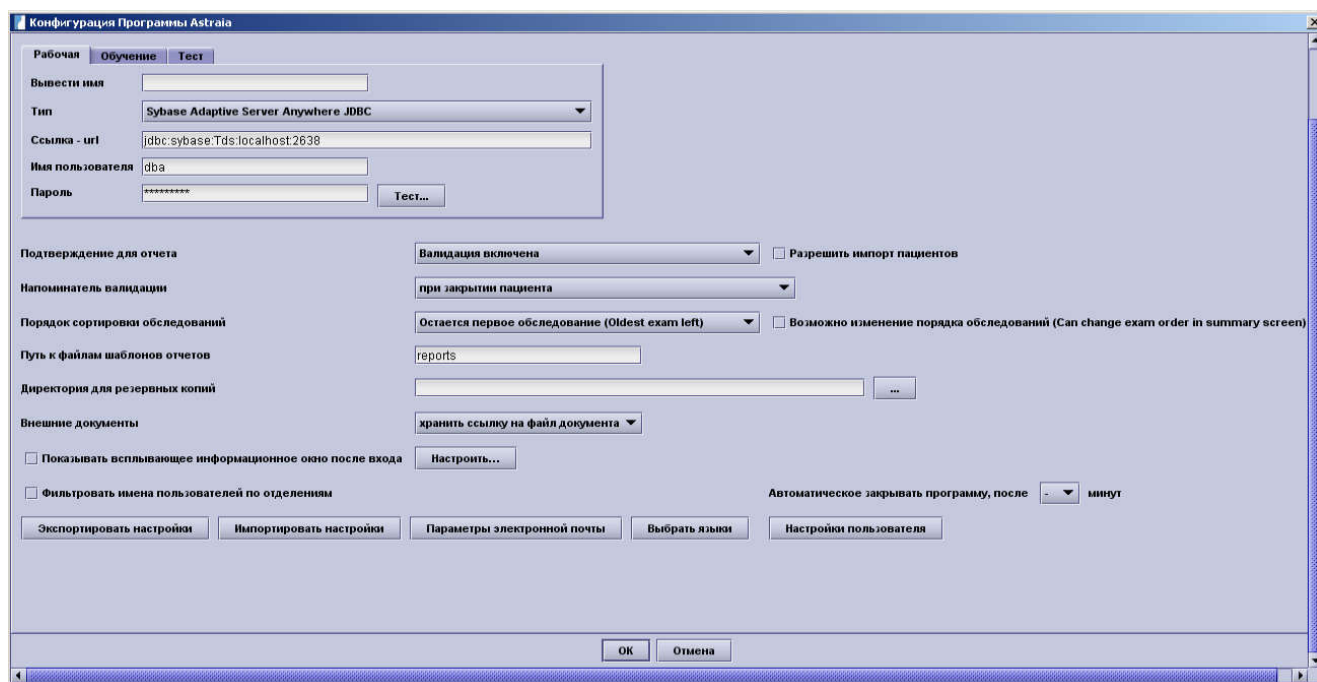 Конфигурация Программы Astraia
Рабочая Обучение Тест
Вывести имя
Тип Sybase Adaptive Server Anywhere JDBC
Ссылка - url jdbc:sybase:Tds:localhost:2638
Имя пользователя dba
Пароль ********* Тест...
Подтверждение для отчета Валидация включена Разрешить импорт пациентов
Напоминатель валидации при закрытии пациента
Порядок сортировки обследований Остается первое обследование (Oldest exam left) Возможно изменение порядка обследований (Can change exam order in summary screen)
Путь к файлам шаблонов отчетов reports
Директория для резервных копий ...
Внешние документы хранить ссылку на файл документа
Показывать всплывающее информационное окно после входа Настроить...
Фильтровать имена пользователей по отделениям Автоматическое закрывать программу, после - минут
Экспортировать настройки Импортировать настройки Параметры электронной почты Выбрать языки Настройки пользователя
ОК Отмена